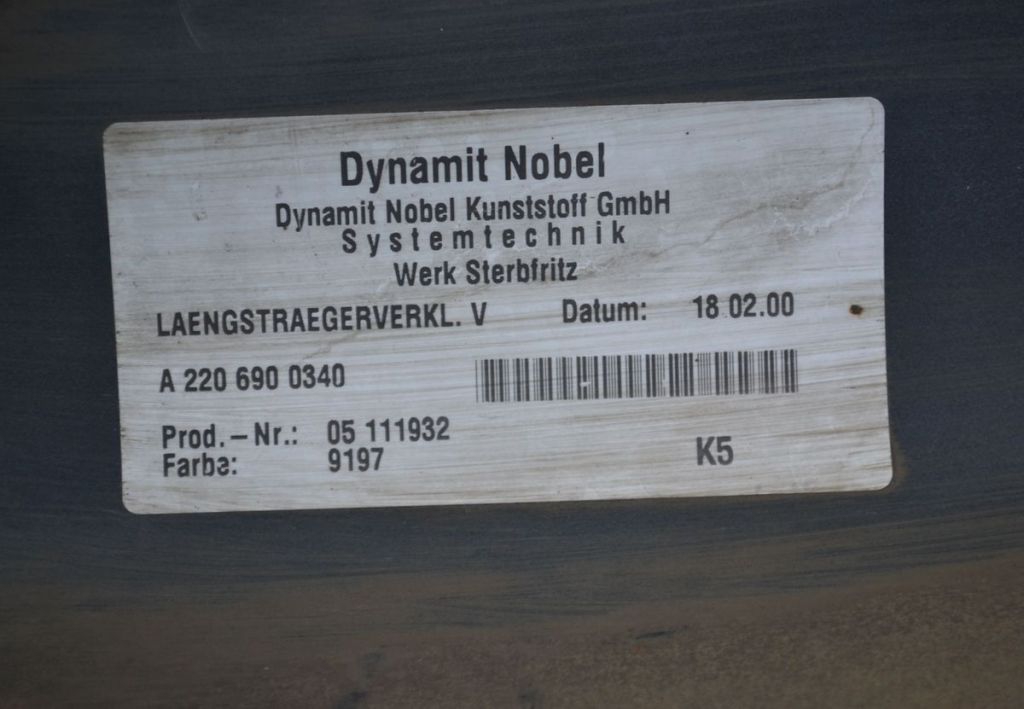 Dynamit Nobel
Dynamit Nobel Kunststoff GmbH
Systemtechnik
Werk Sterbfritz
LAENGSTRAEGERVERKL. V Datum: 18 02.00
A 220 690 0340
Prod.-Nr.: 05 111932
Farbe: 9197
K5